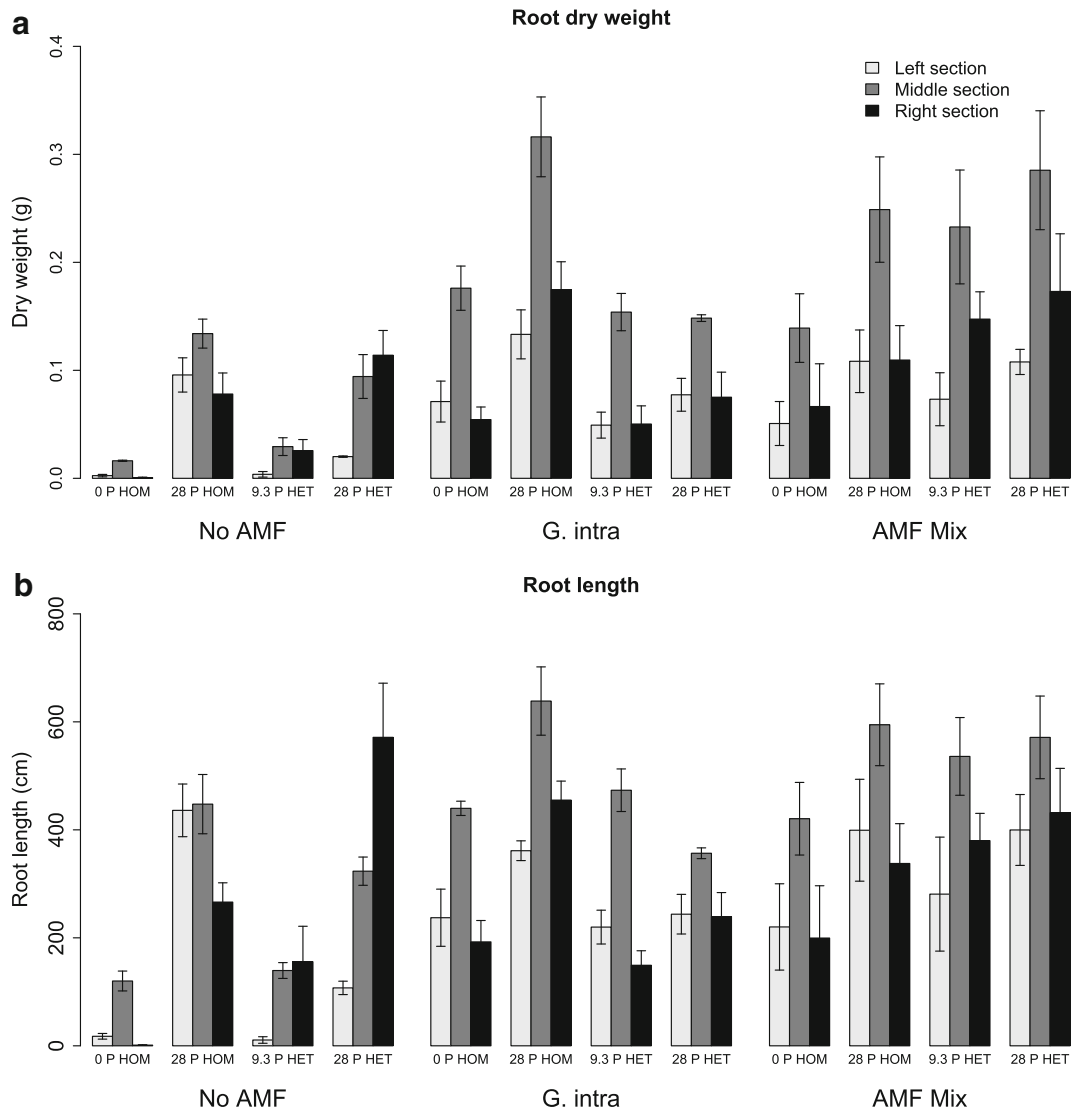 a
Root dry weight
Dry weight (g)
0.0 0.1 0.2 0.3 0.4
Left section
Middle section
Right section
0 P HOM 28 P HOM 9.3 P HET 28 P HET 0 P HOM 28 P HOM 9.3 P HET 28 P HET 0 P HOM 28 P HOM 9.3 P HET 28 P HET
No AMF G. intra AMF Mix
b
Root length
Root length (cm)
0 200 400 600 800
0 P HOM 28 P HOM 9.3 P HET 28 P HET 0 P HOM 28 P HOM 9.3 P HET 28 P HET 0 P HOM 28 P HOM 9.3 P HET 28 P HET
No AMF G. intra AMF Mix